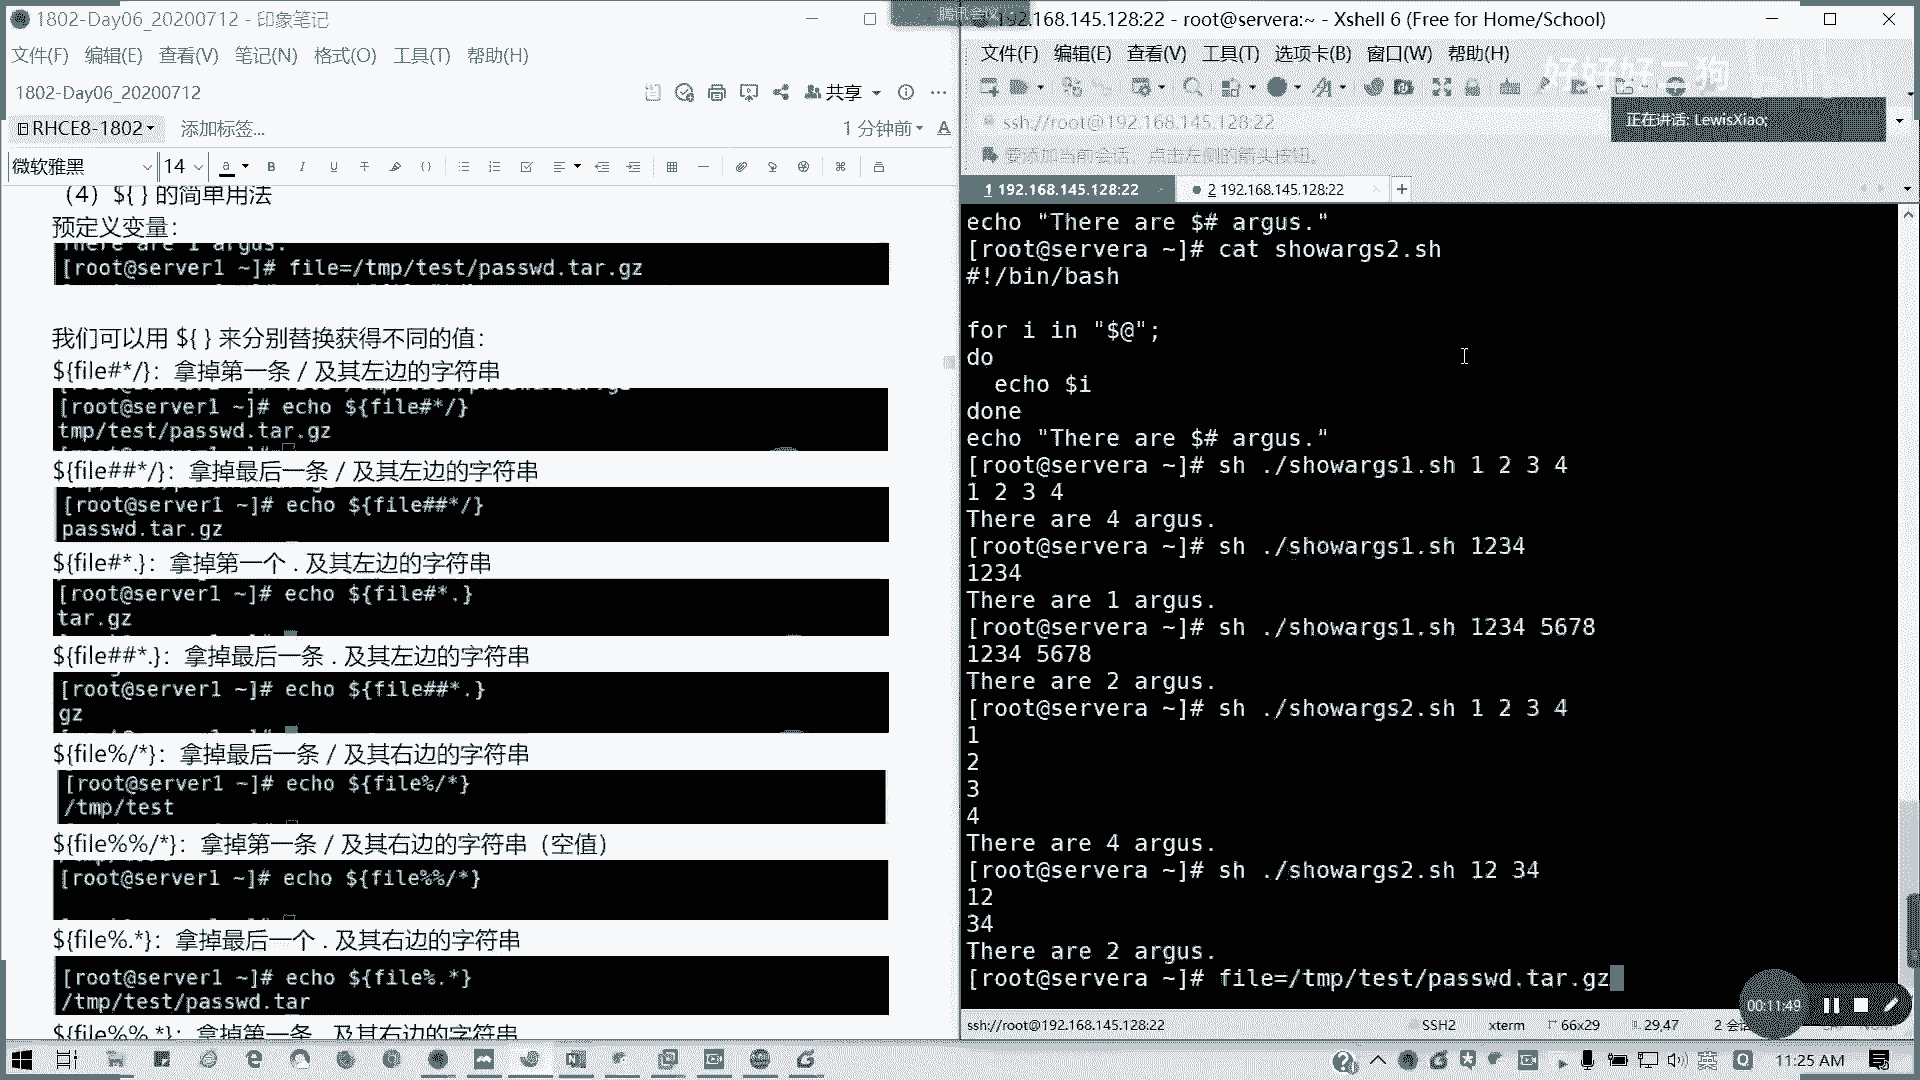 1802-Day06_20200712 - 印象笔记
文件(F) 编辑(E) 查看(V) 笔记(N) 格式(O) 工具(T) 帮助(H)
1802-Day06_20200712
共享
RHCE8-1802
添加标签...
1 分钟前
微软雅黑
14
（4）${ } 的简单用法
预定义变量：
There are 1 argus.
[root@server1 ~]# file=/tmp/test/passwd.tar.gz
我们可以用 ${ } 来分别替换获得不同的值：
${file#*/}：拿掉第一条 / 及其左边的字符串
[root@server1 ~]# echo ${file#*/}
tmp/test/passwd.tar.gz
${file##*/}：拿掉最后一条 / 及其左边的字符串
[root@server1 ~]# echo ${file##*/}
passwd.tar.gz
${file#*.}：拿掉第一个 . 及其左边的字符串
[root@server1 ~]# echo ${file#*.}
tar.gz
${file##*.}：拿掉最后一条 . 及其左边的字符串
[root@server1 ~]# echo ${file##*.}
gz
${file%/*}：拿掉最后一条 / 及其右边的字符串
[root@server1 ~]# echo ${file%/*}
/tmp/test
${file%%/*}：拿掉第一条 / 及其右边的字符串（空值）
[root@server1 ~]# echo ${file%%/*}
${file%.*}：拿掉最后一个 . 及其右边的字符串
[root@server1 ~]# echo ${file%.*}
/tmp/test/passwd.tar
${file%%.*}：拿掉第一条 . 及其右边的字符串
腾讯会议
192.168.145.128:22 - root@servera:~ - Xshell 6 (Free for Home/School)
文件(F) 编辑(E) 查看(V) 工具(T) 选项卡(B) 窗口(W) 帮助(H)
好好好二狗
ssh://root@192.168.145.128:22
正在讲话: LewisXiao;
要添加当前会话，点击左侧的箭头按钮。
1 192.168.145.128:22
2 192.168.145.128:22
echo "There are $# argus."
[root@servera ~]# cat showargs2.sh
#!/bin/bash
for i in "$@";
do
echo $i
done
echo "There are $# argus."
[root@servera ~]# sh ./showargs1.sh 1 2 3 4
1 2 3 4
There are 4 argus.
[root@servera ~]# sh ./showargs1.sh 1234
1234
There are 1 argus.
[root@servera ~]# sh ./showargs1.sh 1234 5678
1234 5678
There are 2 argus.
[root@servera ~]# sh ./showargs2.sh 1 2 3 4
1
2
3
4
There are 4 argus.
[root@servera ~]# sh ./showargs2.sh 12 34
12
34
There are 2 argus.
[root@servera ~]# file=/tmp/test/passwd.tar.gz
00:11:49
ssh://root@192.168.145.128:22
SSH2
xterm
66x29
29,47
2 会
英
11:25 AM